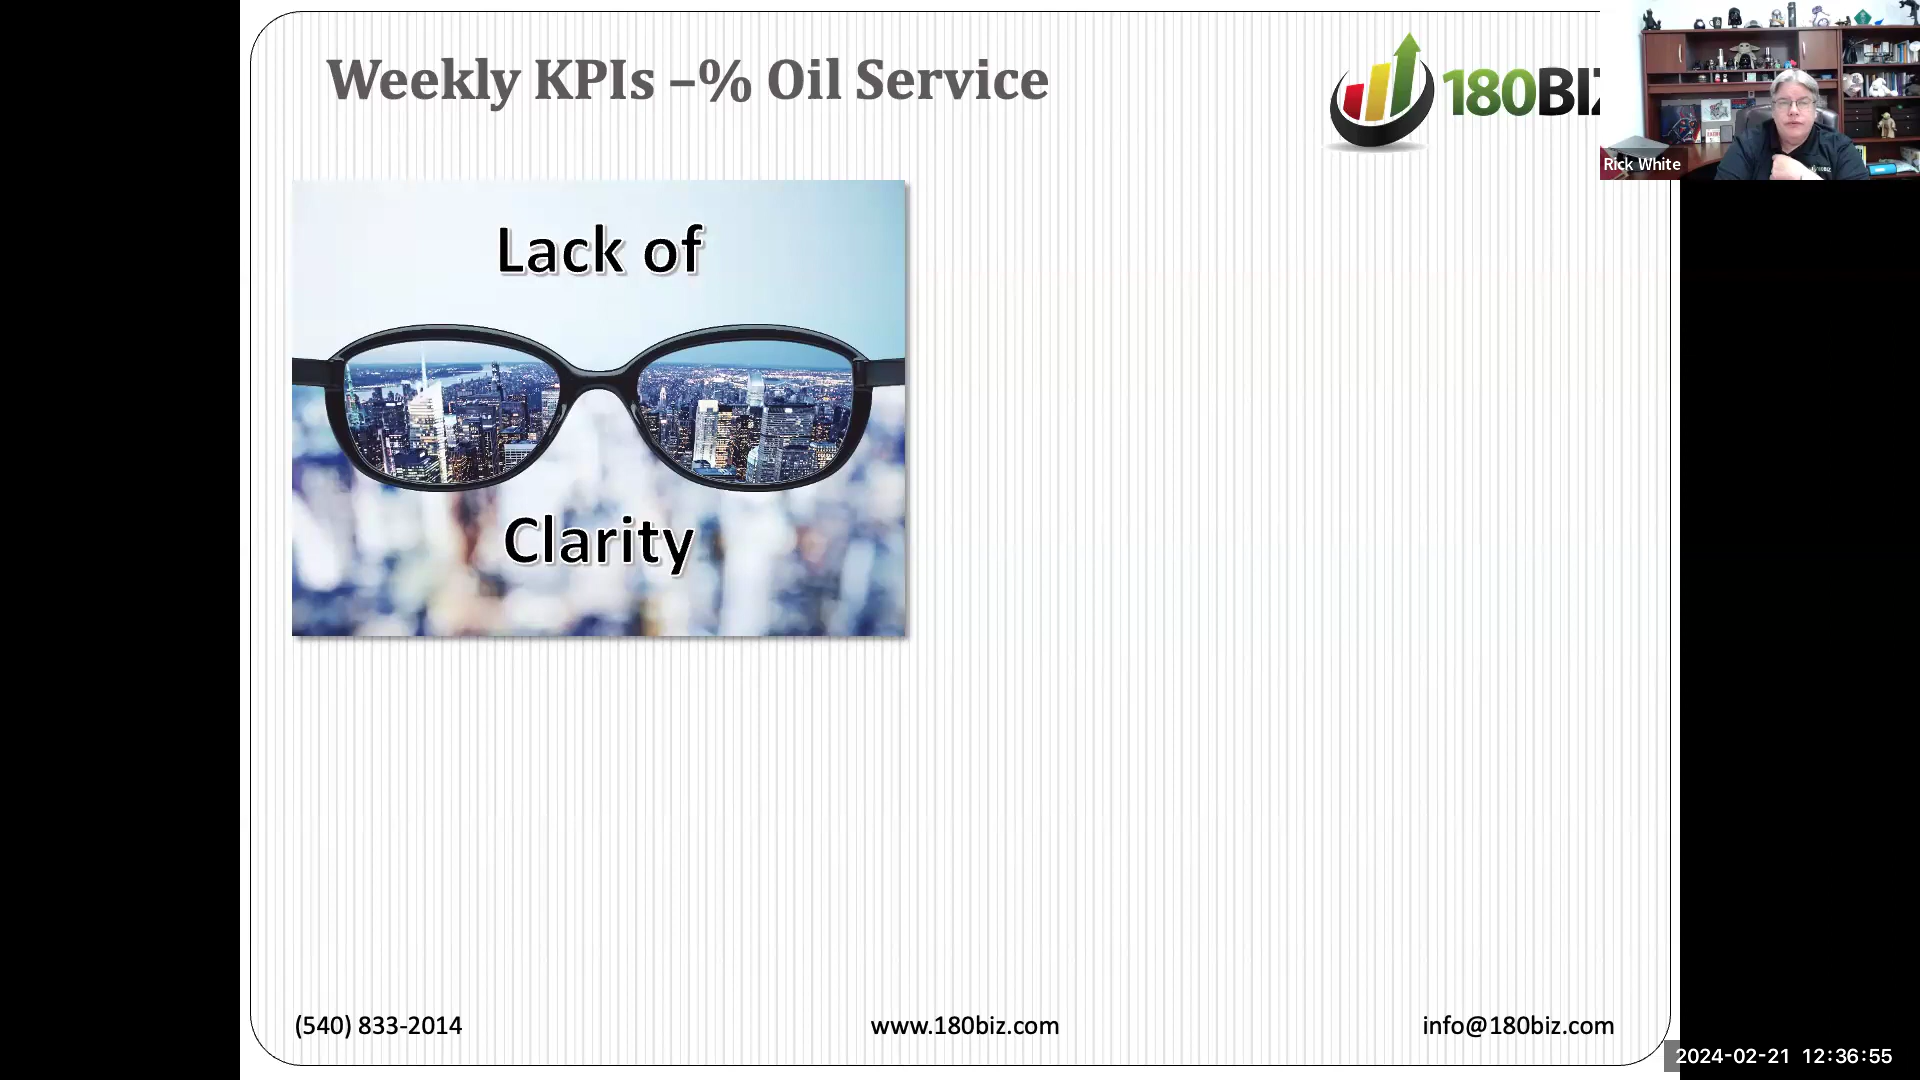 Weekly KPIs –% Oil Service
180BIZ
Rick White
Lack of
Clarity
(540) 833-2014
www.180biz.com
info@180biz.com
2024-02-21 12:36:55